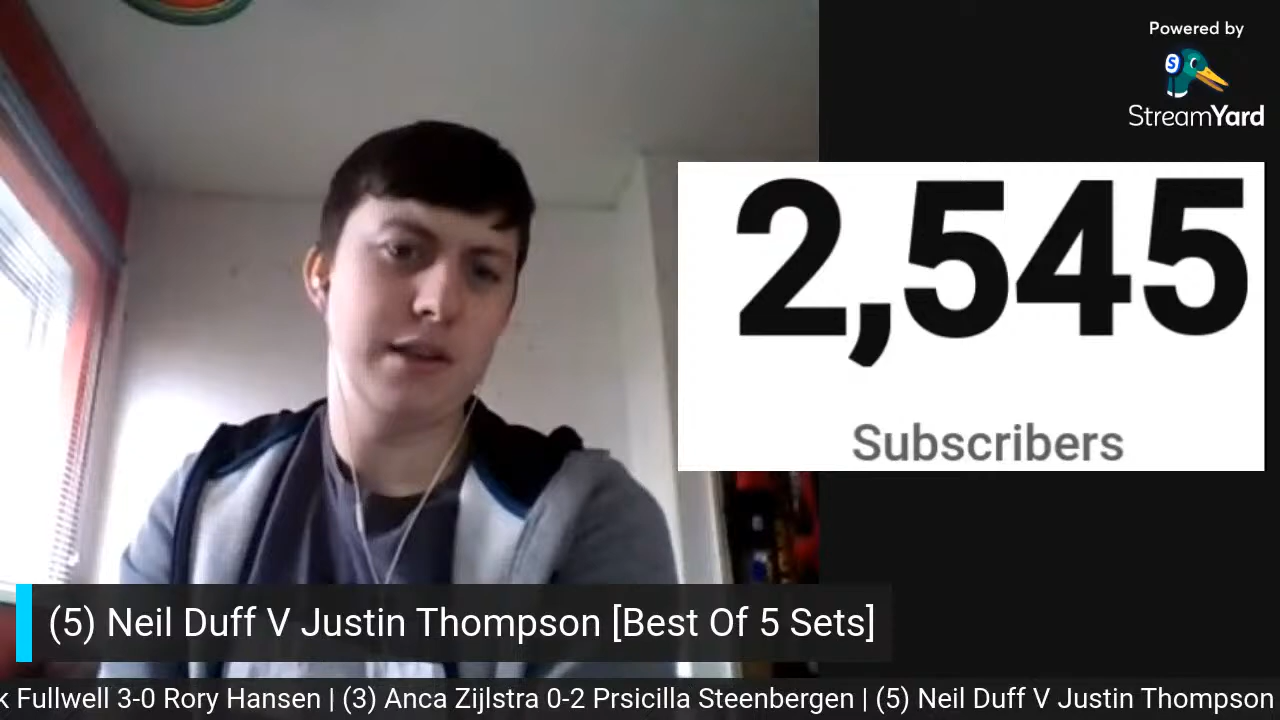 Powered by
StreamYard
2,545
Subscribers
(5) Neil Duff V Justin Thompson [Best Of 5 Sets]
k Fullwell 3-0 Rory Hansen | (3) Anca Zijlstra 0-2 Prsicilla Steenbergen | (5) Neil Duff V Justin Thompson